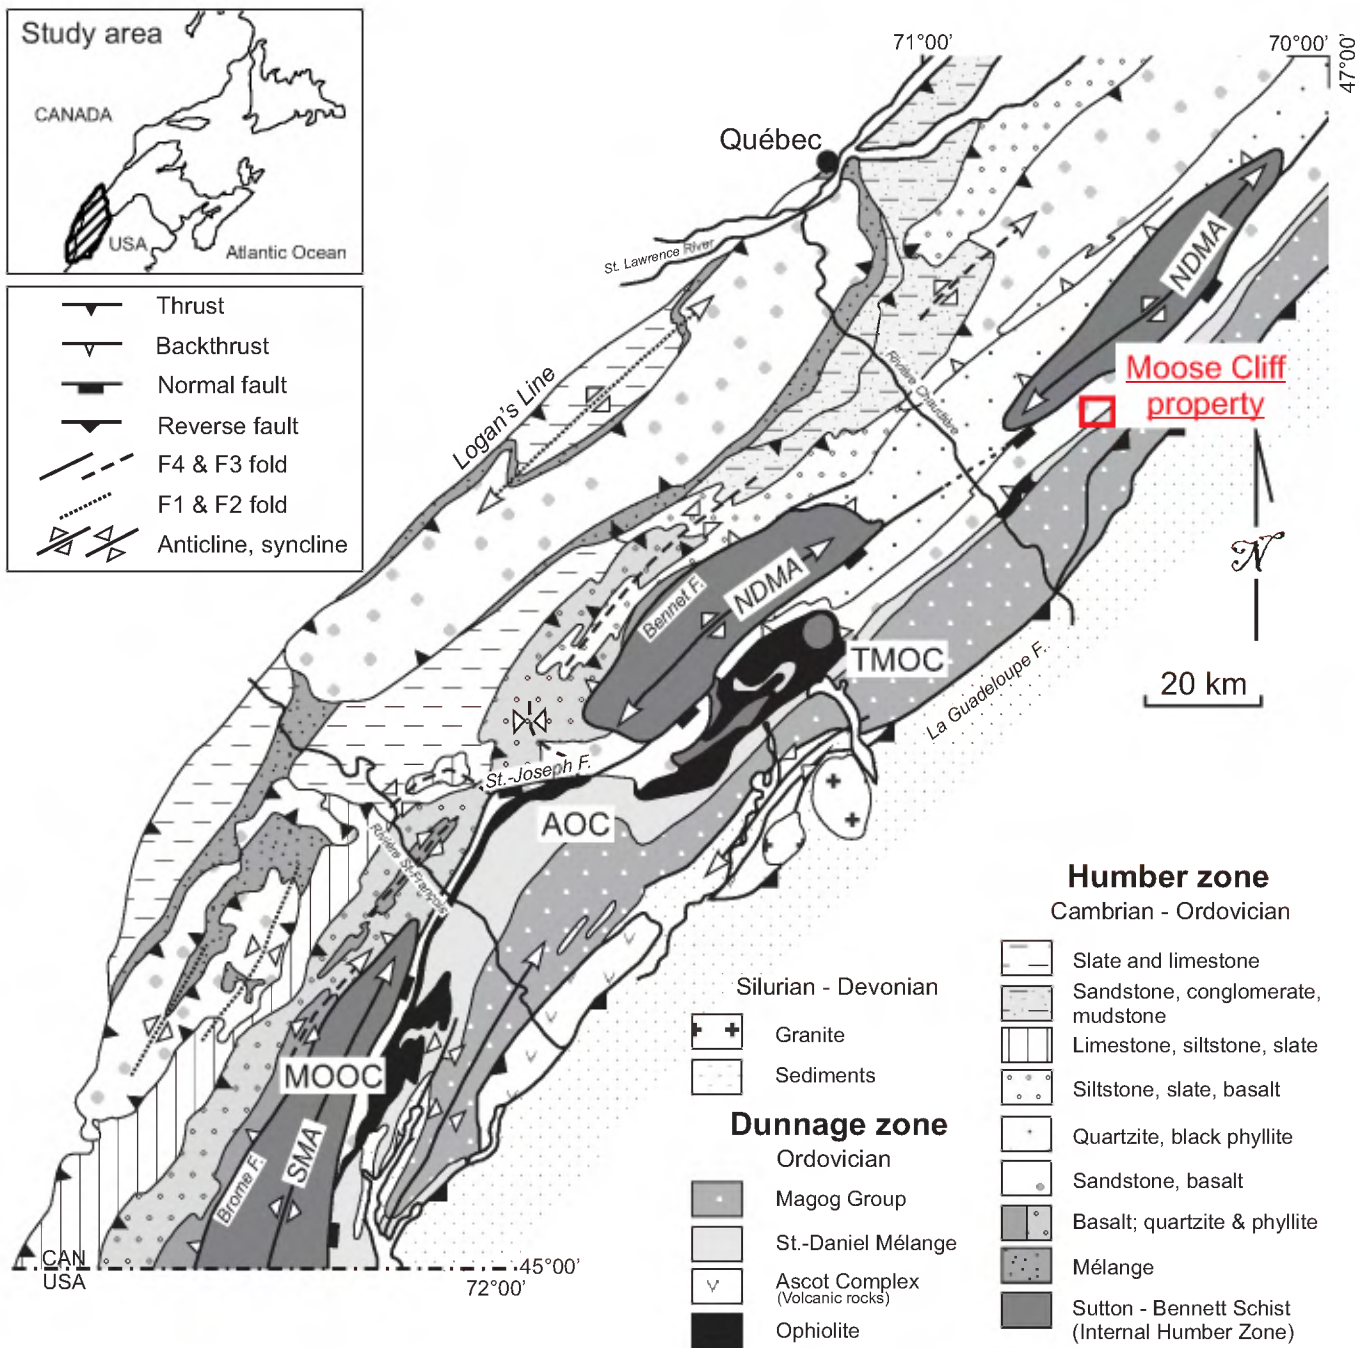 Study area
CANADA
USA
Atlantic Ocean
Thrust
Backthrust
Normal fault
Reverse fault
F4 & F3 fold
F1 & F2 fold
Anticline, syncline
71°00'
70°00'
47°00'
Québec
St. Lawrence River
Logan's Line
Rivière Chaudière
NDMA
Moose Cliff
property
N
20 km
Bennet F.
NDMA
TMOC
La Guadeloupe F.
St.-Joseph F.
AOC
Rivière St-François
MOOC
SMA
Brome F.
CAN
USA
45°00'
72°00'
Silurian - Devonian
Granite
Sediments
Dunnage zone
Ordovician
Magog Group
St.-Daniel Mélange
Ascot Complex
(Volcanic rocks)
Ophiolite
Humber zone
Cambrian - Ordovician
Slate and limestone
Sandstone, conglomerate,
mudstone
Limestone, siltstone, slate
Siltstone, slate, basalt
Quartzite, black phyllite
Sandstone, basalt
Basalt; quartzite & phyllite
Mélange
Sutton - Bennett Schist
(Internal Humber Zone)